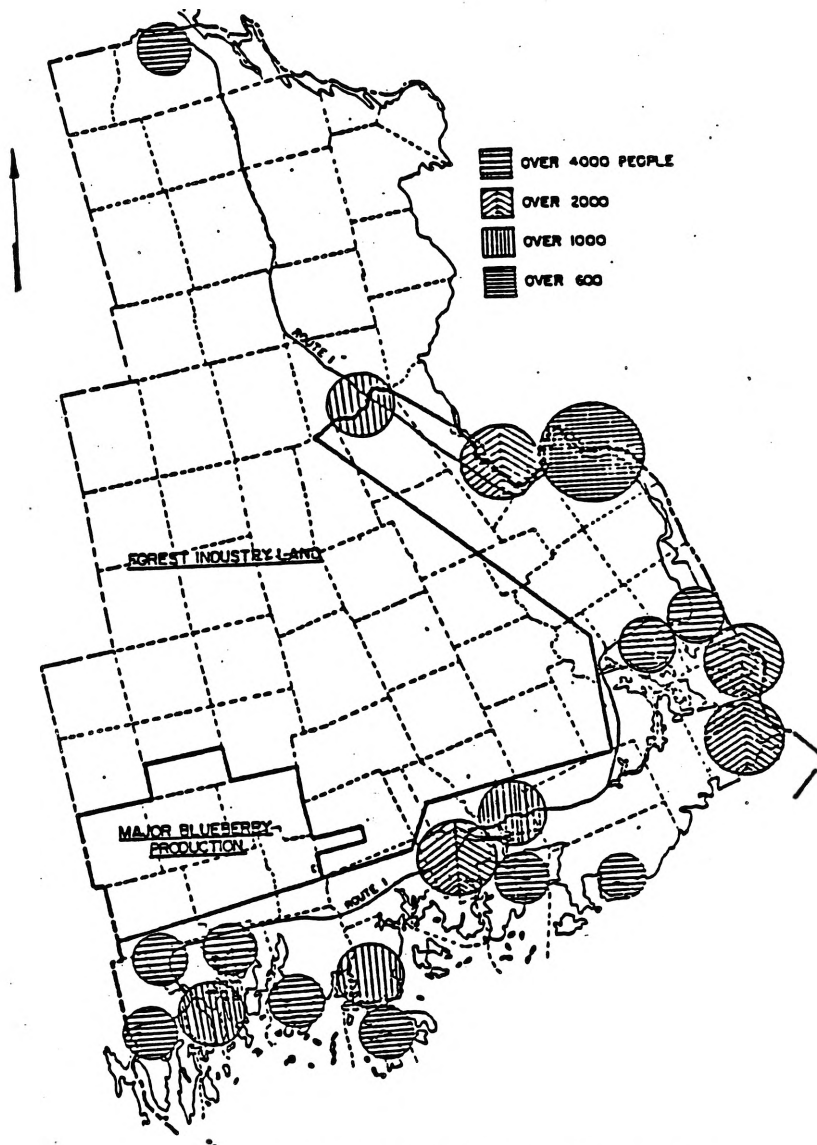 OVER 4000 PEOPLE
OVER 2000
OVER 1000
OVER 600
ROUTE 1
FOREST INDUSTRY LAND
MAJOR BLUEBERRY
PRODUCTION
ROUTE 1